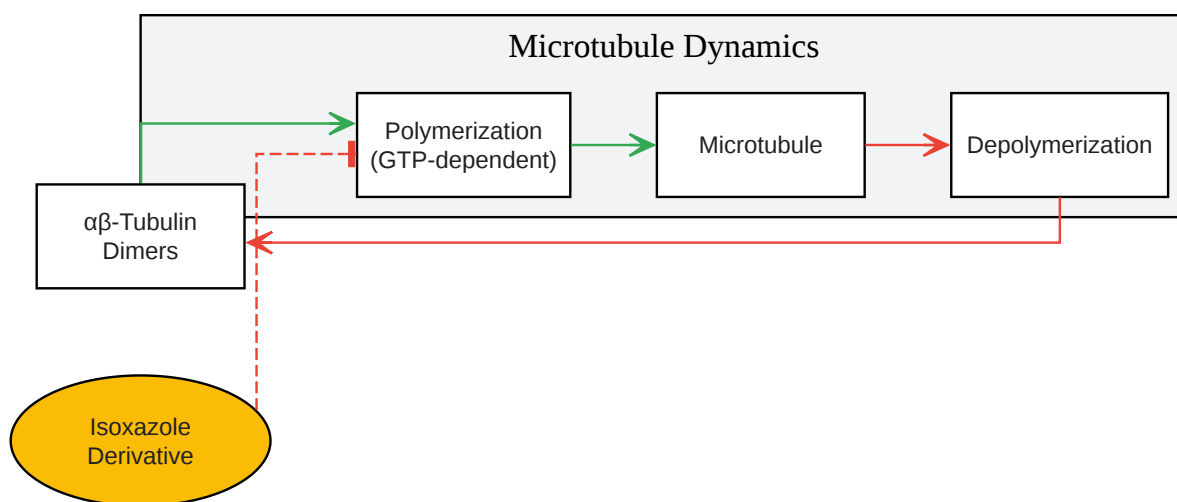 Microtubule Dynamics
Polymerization
(GTP-dependent)
Microtubule
Depolymerization
αβ-Tubulin
Dimers
Isoxazole
Derivative